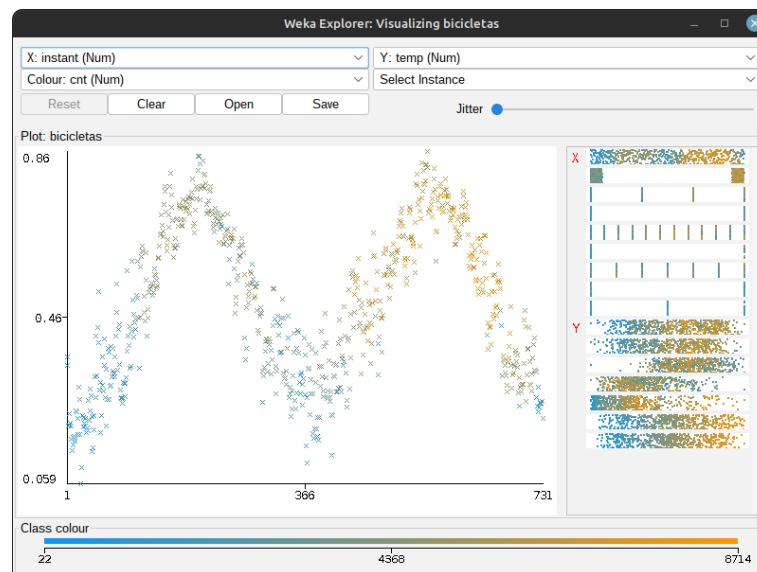 Weka Explorer: Visualizing bicicletas
X: instant (Num)
Y: temp (Num)
Colour: cnt (Num)
Select Instance
Reset
Clear
Open
Save
Jitter
Plot: bicicletas
0.86
0.46
0.059
1
366
731
X
Y
Class colour
22
4368
8714